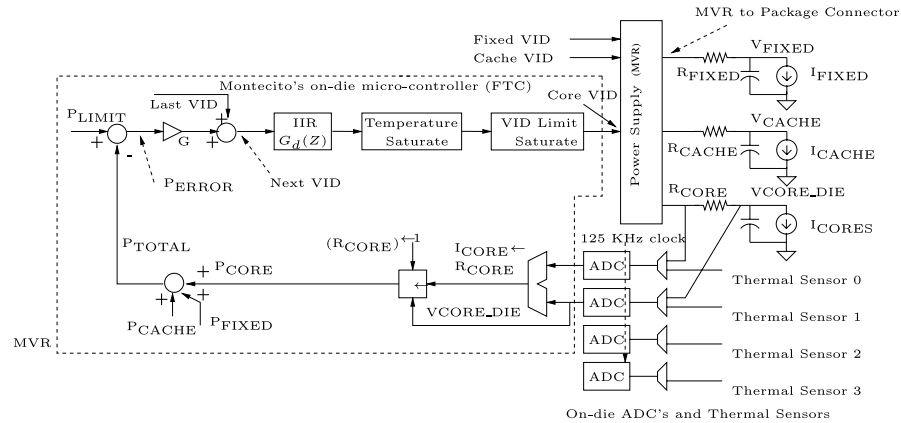 MVR to Package Connector
Fixed VID
Cache VID
Montecito's on-die micro-controller (FTC)
Last VID
Core VID
Power Supply (MVR)
R_FIXED
V_FIXED
I_FIXED
P_LIMIT
+
-
G
+
+
IIR
G_d(Z)
Temperature
Saturate
VID Limit
Saturate
V_CACHE
R_CACHE
I_CACHE
P_ERROR
Next VID
R_CORE
VCORE_DIE
I_CORES
P_TOTAL
(R_CORE)←1
I_CORE←
R_CORE
125 KHz clock
ADC
Thermal Sensor 0
+
P_CORE
←
+
+
P_CACHE
P_FIXED
VCORE_DIE
ADC
Thermal Sensor 1
MVR
ADC
Thermal Sensor 2
ADC
Thermal Sensor 3
On-die ADC's and Thermal Sensors